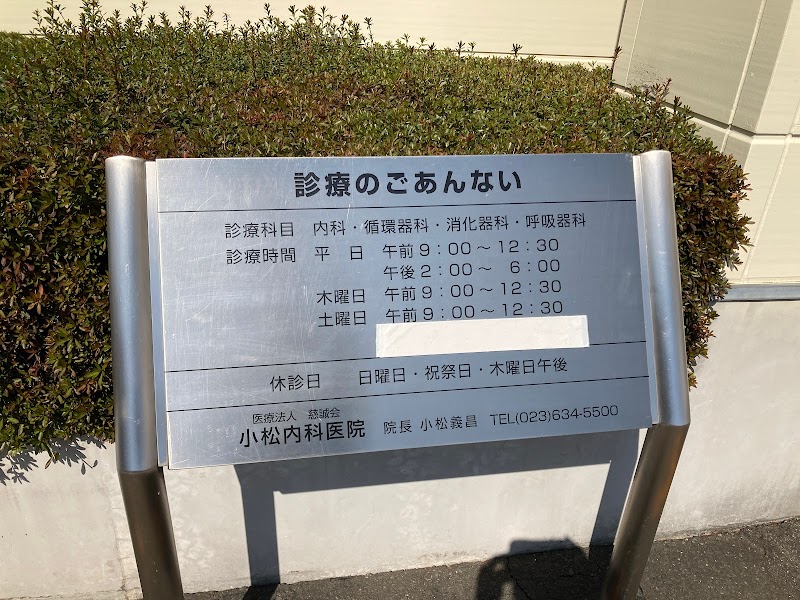 診療のごあんない
診療科目 内科・循環器科・消化器科・呼吸器科
診療時間 平 日 午前 9:00～12:30
午後 2:00～ 6:00
木曜日 午前 9:00～12:30
土曜日 午前 9:00～12:30
休診日 日曜日・祝祭日・木曜日午後
医療法人 慈誠会
小松内科医院 院長 小松義昌 TEL(023)634-5500